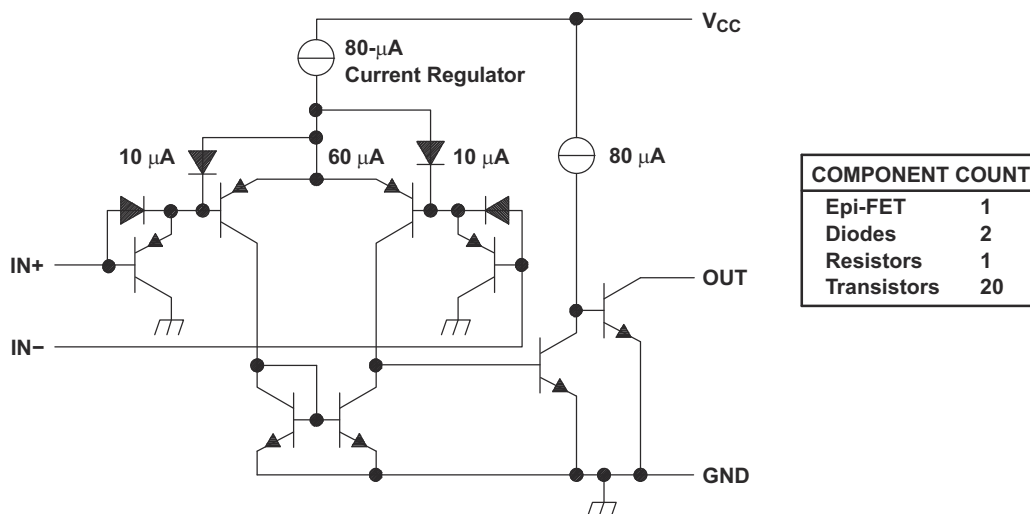 V_CC
80-μA
Current Regulator
10 μA
60 μA
10 μA
80 μA
IN+
OUT
IN−
GND
COMPONENT COUNT
Epi-FET 1
Diodes 2
Resistors 1
Transistors 20